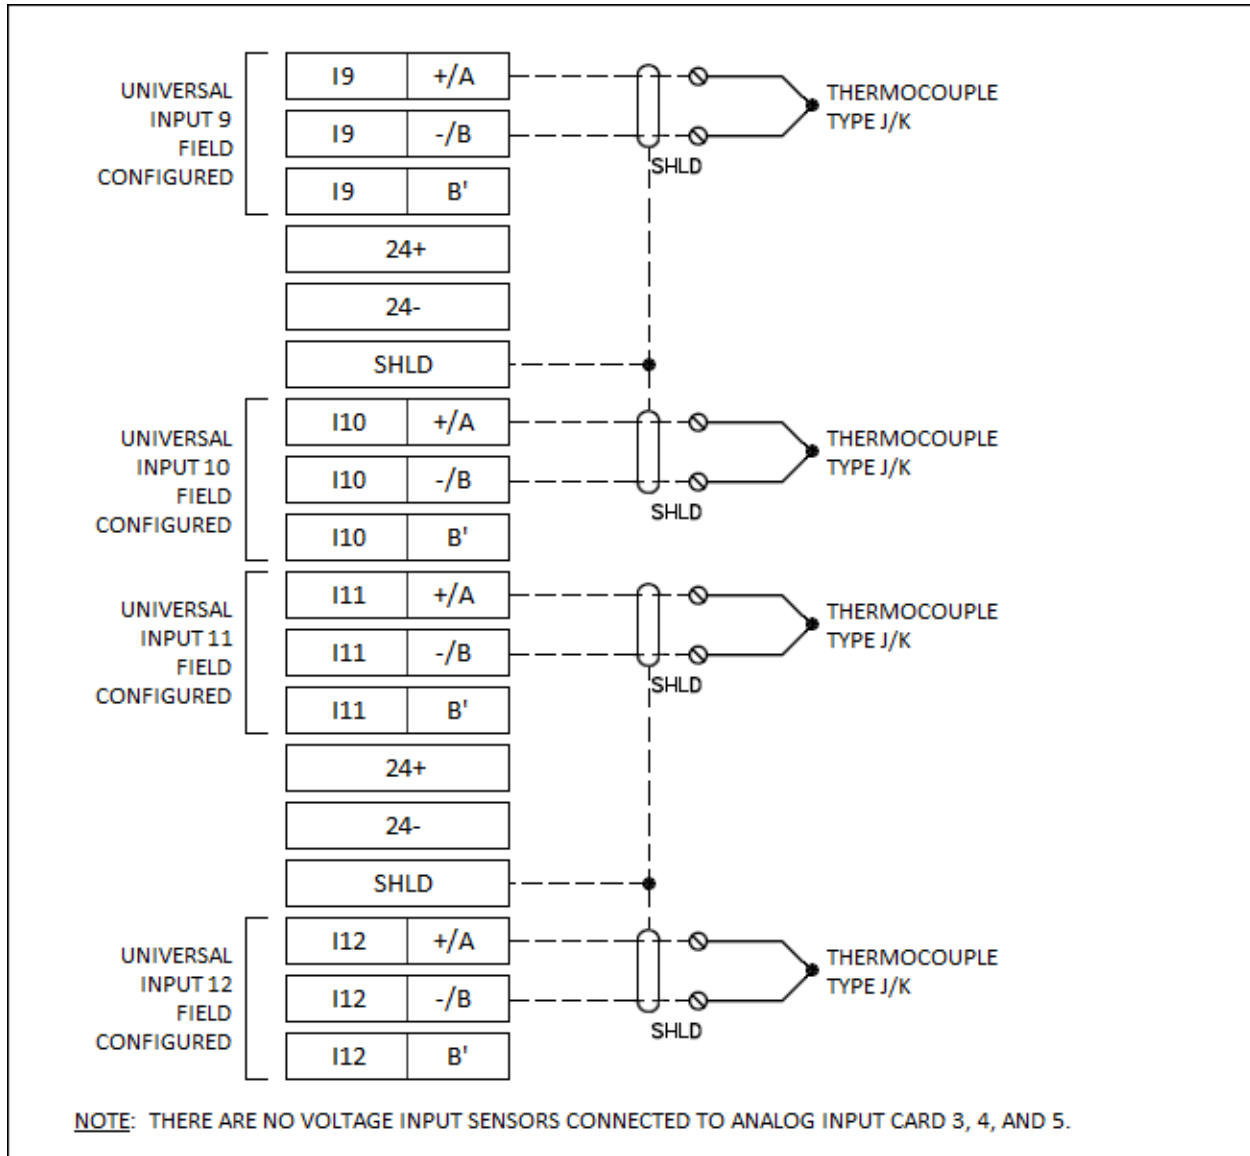 UNIVERSAL
INPUT 9
FIELD
CONFIGURED
I9 +/A
I9 -/B
I9 B'
SHLD
THERMOCOUPLE
TYPE J/K
24+
24-
SHLD
UNIVERSAL
INPUT 10
FIELD
CONFIGURED
I10 +/A
I10 -/B
I10 B'
SHLD
THERMOCOUPLE
TYPE J/K
UNIVERSAL
INPUT 11
FIELD
CONFIGURED
I11 +/A
I11 -/B
I11 B'
SHLD
THERMOCOUPLE
TYPE J/K
24+
24-
SHLD
UNIVERSAL
INPUT 12
FIELD
CONFIGURED
I12 +/A
I12 -/B
I12 B'
SHLD
THERMOCOUPLE
TYPE J/K
NOTE: THERE ARE NO VOLTAGE INPUT SENSORS CONNECTED TO ANALOG INPUT CARD 3, 4, AND 5.